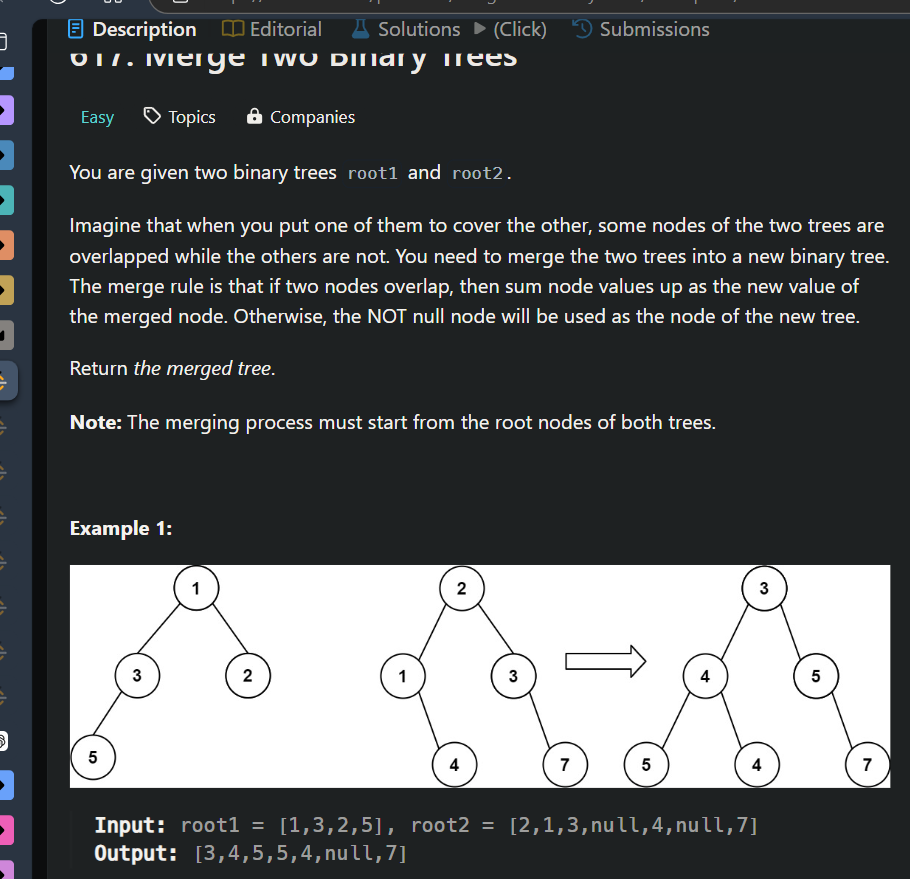 Description Editorial Solutions (Click) Submissions
617. Merge Two Binary Trees
Easy Topics Companies
You are given two binary trees root1 and root2.
Imagine that when you put one of them to cover the other, some nodes of the two trees are
overlapped while the others are not. You need to merge the two trees into a new binary tree.
The merge rule is that if two nodes overlap, then sum node values up as the new value of
the merged node. Otherwise, the NOT null node will be used as the node of the new tree.
Return the merged tree.
Note: The merging process must start from the root nodes of both trees.
Example 1:
1 2 3
3 2 1 3 4 5
5 4 7 5 4 7
Input: root1 = [1,3,2,5], root2 = [2,1,3,null,4,null,7]
Output: [3,4,5,5,4,null,7]